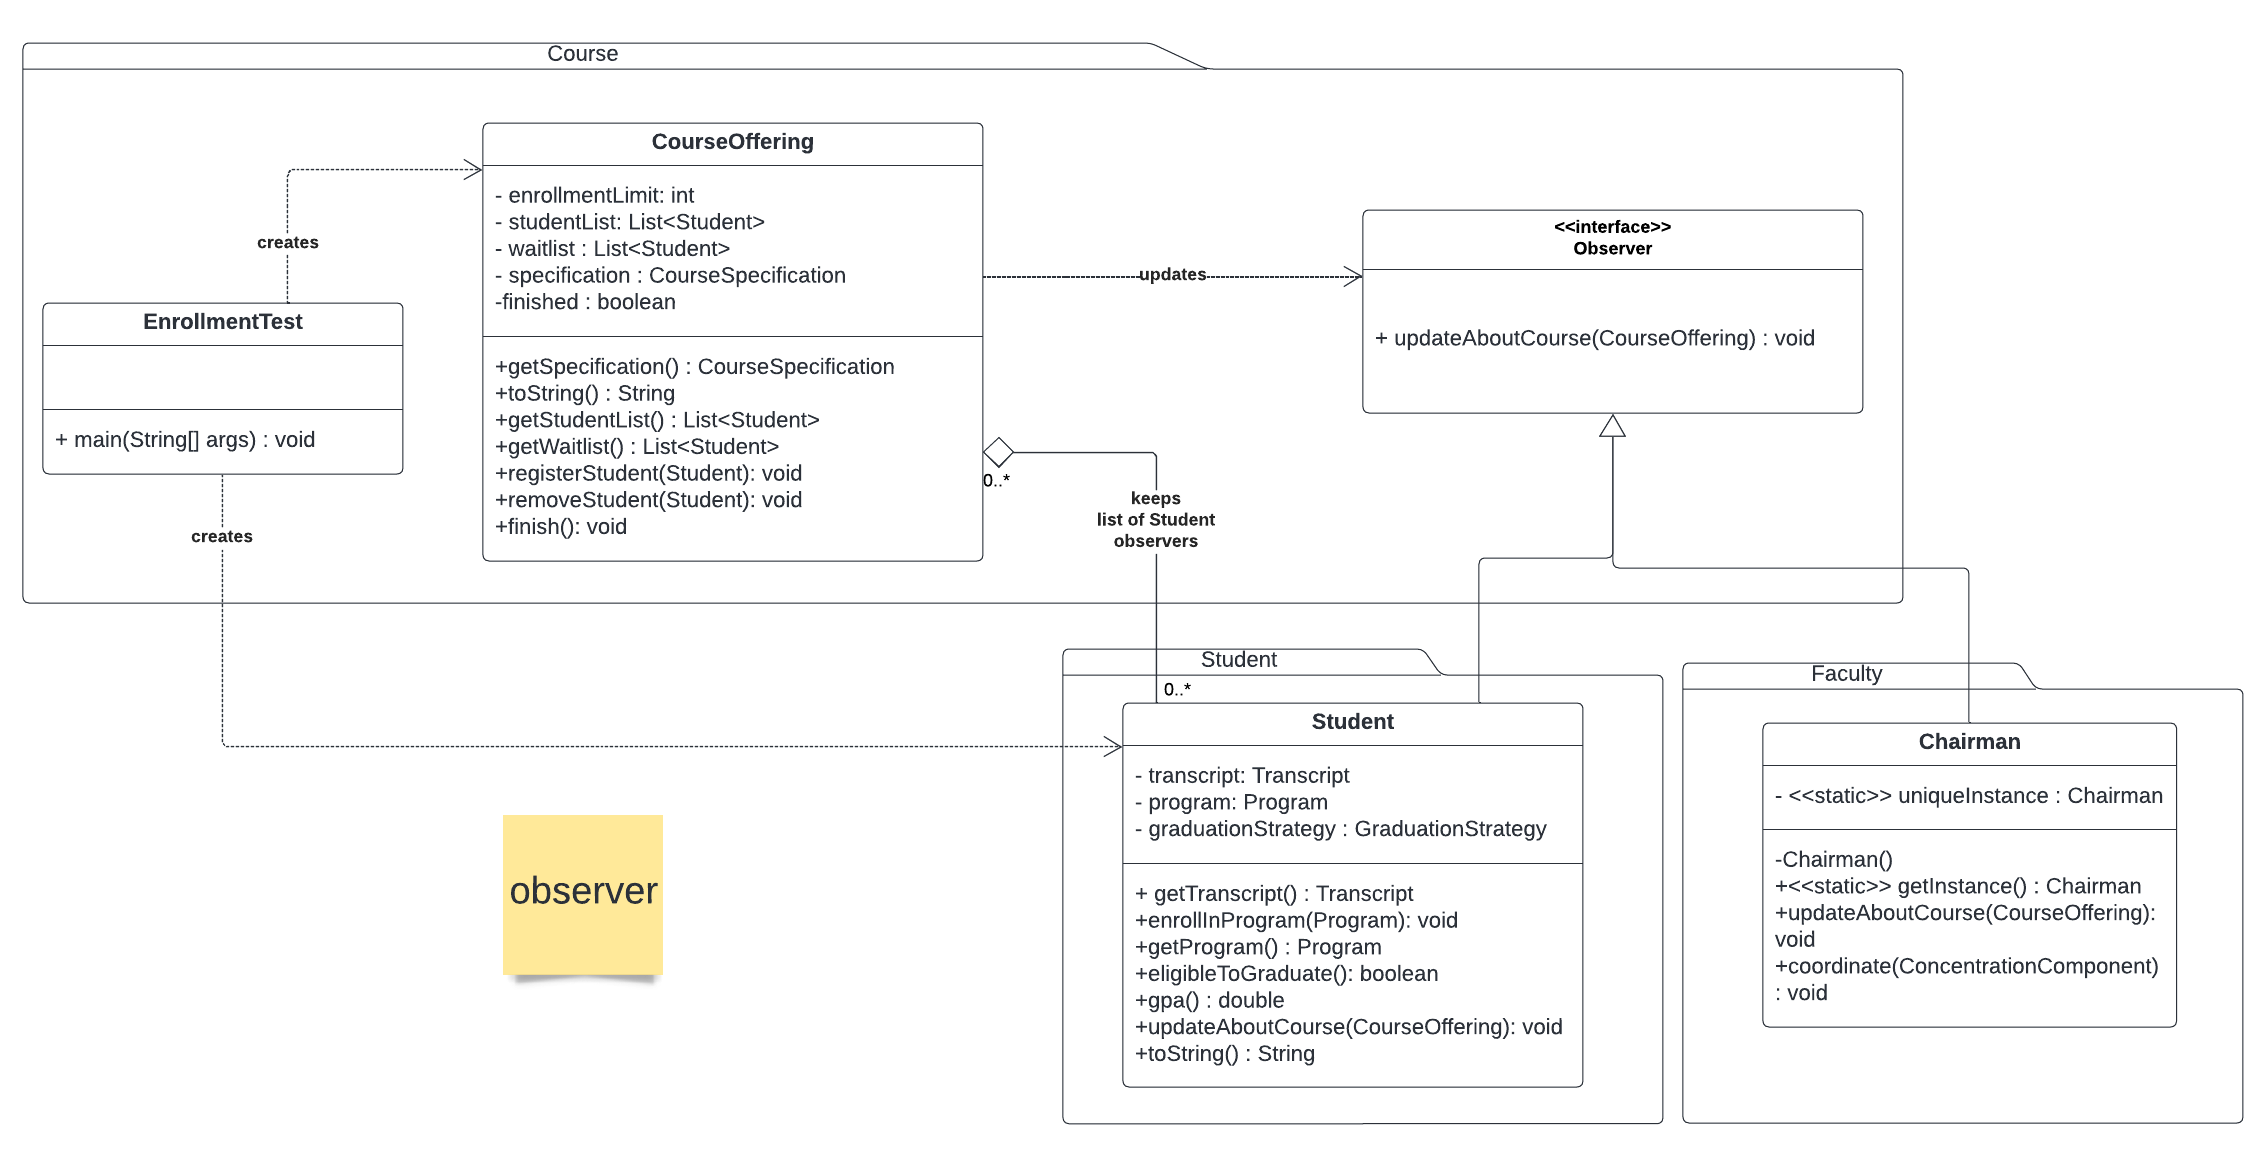 Course
CourseOffering
- enrollmentLimit: int
- studentList: List<Student>
- waitlist : List<Student>
- specification : CourseSpecification
-finished : boolean
+getSpecification() : CourseSpecification
+toString() : String
+getStudentList() : List<Student>
+getWaitlist() : List<Student>
+registerStudent(Student): void
+removeStudent(Student): void
+finish(): void
creates
EnrollmentTest
+ main(String[] args) : void
creates
updates
<<interface>>
Observer
+ updateAboutCourse(CourseOffering) : void
0..*
keeps
list of Student
observers
0..*
Student
Student
- transcript: Transcript
- program: Program
- graduationStrategy : GraduationStrategy
+ getTranscript() : Transcript
+enrollInProgram(Program): void
+getProgram() : Program
+eligibleToGraduate(): boolean
+gpa() : double
+updateAboutCourse(CourseOffering): void
+toString() : String
Faculty
Chairman
- <<static>> uniqueInstance : Chairman
-Chairman()
+<<static>> getInstance() : Chairman
+updateAboutCourse(CourseOffering):
void
+coordinate(ConcentrationComponent)
: void
observer